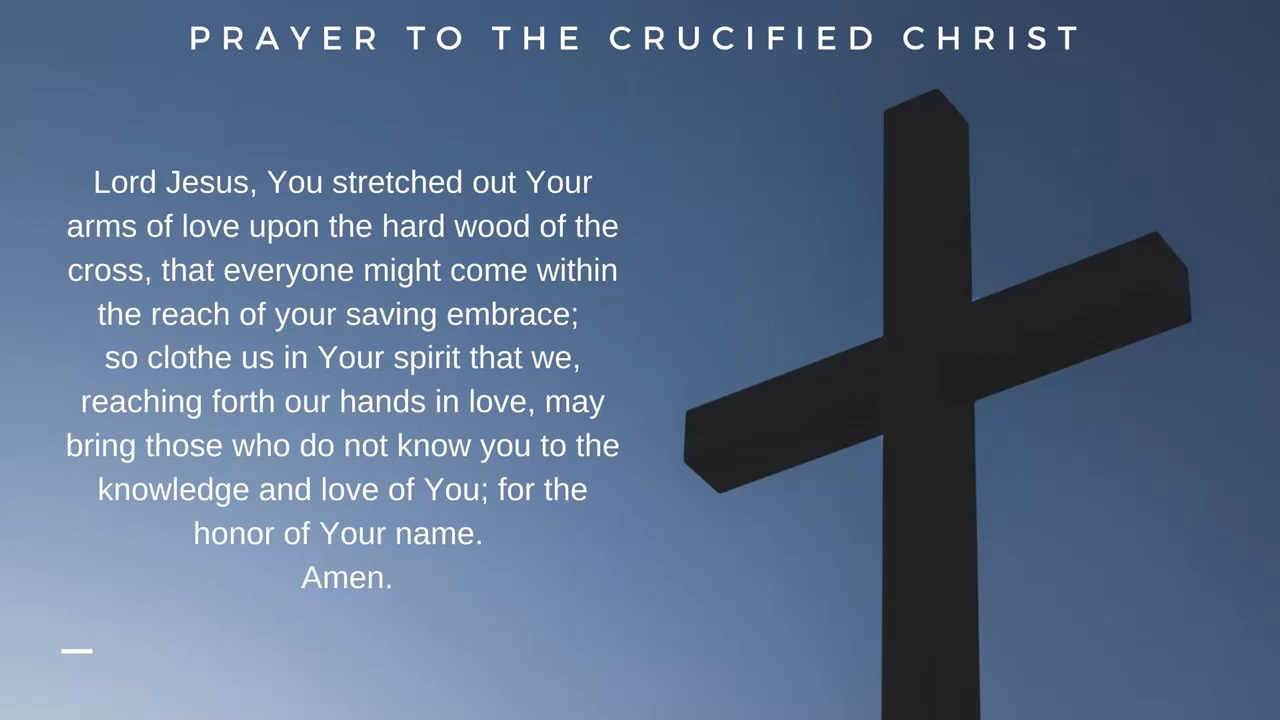 PRAYER TO THE CRUCIFIED CHRIST
Lord Jesus, You stretched out Your
arms of love upon the hard wood of the
cross, that everyone might come within
the reach of your saving embrace;
so clothe us in Your spirit that we,
reaching forth our hands in love, may
bring those who do not know you to the
knowledge and love of You; for the
honor of Your name.
Amen.